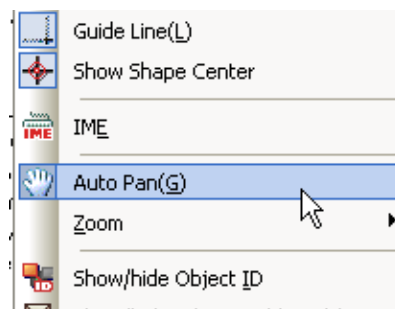 Guide Line(L)
Show Shape Center
IME IME
Auto Pan(G)
Zoom
Show/hide Object ID